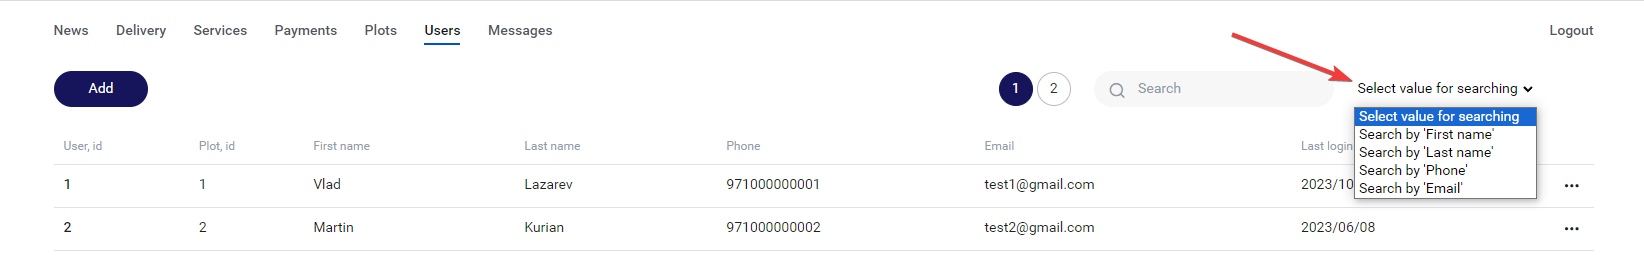 News Delivery Services Payments Plots Users Messages Logout
Add 1 2 Search Select value for searching
Select value for searching
Search by 'First name'
Search by 'Last name'
Search by 'Phone'
Search by 'Email'
User, id Plot, id First name Last name Phone Email Last login
1 1 Vlad Lazarev 971000000001 test1@gmail.com 2023/10
2 2 Martin Kurian 971000000002 test2@gmail.com 2023/06/08